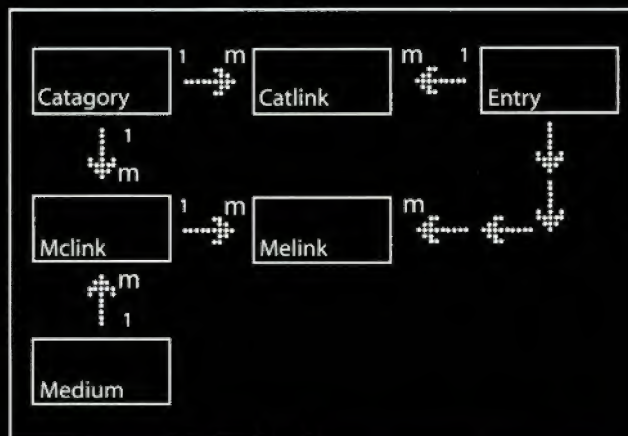 1 m m 1
Catagory Catlink Entry
1
m
1 m m
Mclink Melink
m
1
Medium